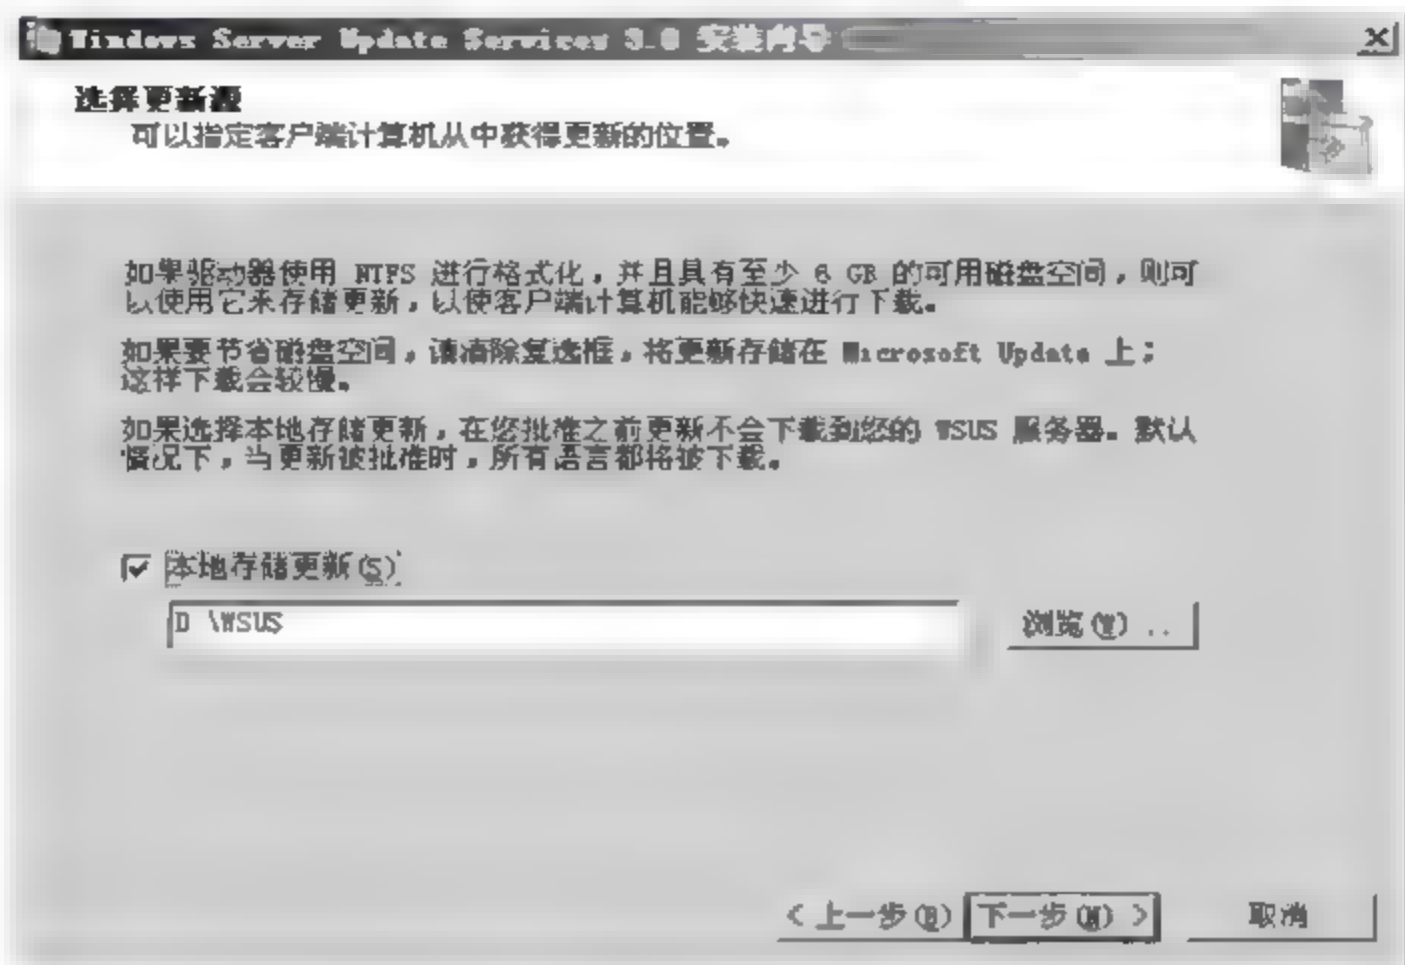 Windows Server Update Services 3.0 安装向导
选择更新源
可以指定客户端计算机从中获得更新的位置。
如果驱动器使用 NTFS 进行格式化，并且具有至少 6 GB 的可用磁盘空间，则可
以使用它来存储更新，以使客户端计算机能够快速进行下载。
如果要节省磁盘空间，请清除复选框，将更新存储在 Microsoft Update 上；
这样下载会较慢。
如果选择本地存储更新，在您批准之前更新不会下载到您的 WSUS 服务器。默认
情况下，当更新被批准时，所有语言都将被下载。
本地存储更新(S)
D \WSUS
浏览(W) ..
< 上一步(B) 下一步(N) > 取消